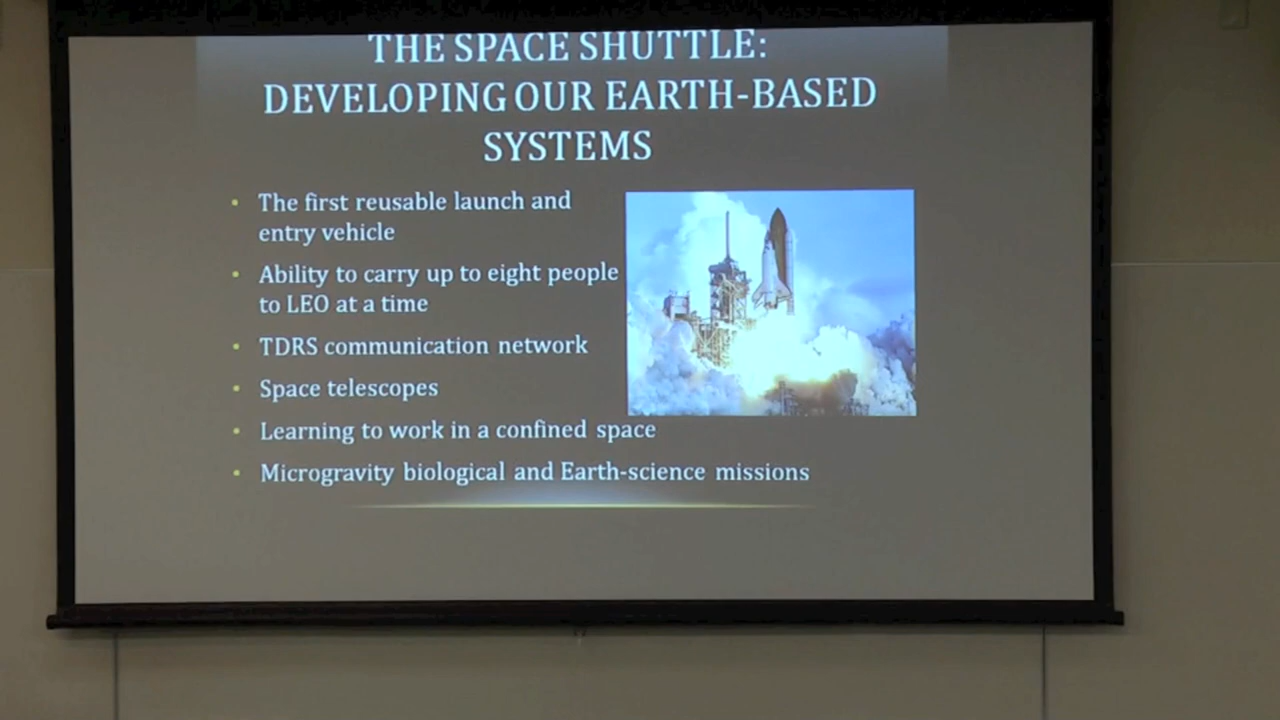 THE SPACE SHUTTLE:
DEVELOPING OUR EARTH-BASED
SYSTEMS
• The first reusable launch and
entry vehicle
• Ability to carry up to eight people
to LEO at a time
• TDRS communication network
• Space telescopes
• Learning to work in a confined space
• Microgravity biological and Earth-science missions